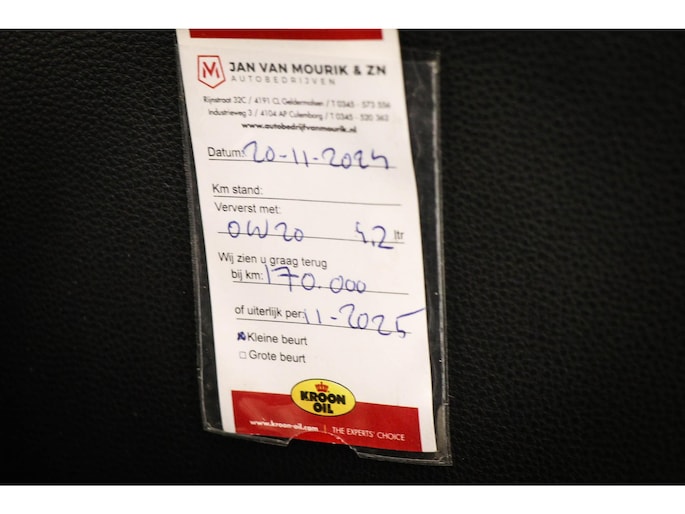 JAN VAN MOURIK & ZN
AUTOBEDRIJVEN
Rijnstraat 32C / 4191 CL Geldermalsen / T 0345 - 573 556
Industrieweg 3 / 4104 AP Culemborg / T 0345 - 520 362
www.autobedrijfvanmourik.nl
Datum: 20-11-2024
Km stand:
Ververst met:
0W20 4,2 ltr
Wij zien u graag terug
bij km: 170.000
of uiterlijk per: 11-2025
Kleine beurt
Grote beurt
KROON
OIL
www.kroon-oil.com | THE EXPERTS' CHOICE